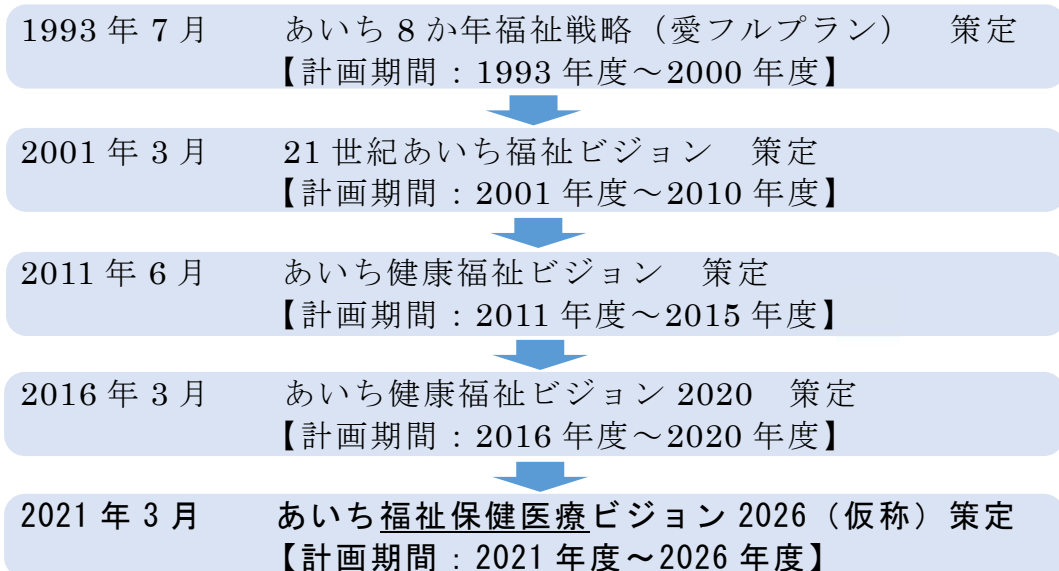 1993 年 7 月　　あいち 8 か年福祉戦略（愛フルプラン）　策定
【計画期間：1993 年度～2000 年度】
2001 年 3 月　　21 世紀あいち福祉ビジョン　策定
【計画期間：2001 年度～2010 年度】
2011 年 6 月　　あいち健康福祉ビジョン　策定
【計画期間：2011 年度～2015 年度】
2016 年 3 月　　あいち健康福祉ビジョン 2020　策定
【計画期間：2016 年度～2020 年度】
2021 年 3 月　　あいち福祉保健医療ビジョン 2026（仮称）策定
【計画期間：2021 年度～2026 年度】